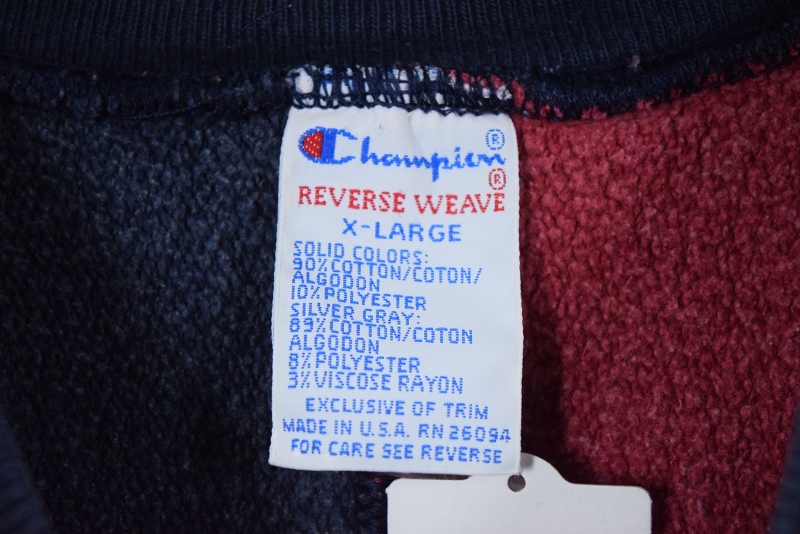 Champion®
®
REVERSE WEAVE
X-LARGE
SOLID COLORS:
90%COTTON/COTON/
ALGODON
10%POLYESTER
SILVER GRAY:
89%COTTON/COTON
ALGODON
8%POLYESTER
3%VISCOSE RAYON
EXCLUSIVE OF TRIM
MADE IN U.S.A. RN 26094
FOR CARE SEE REVERSE